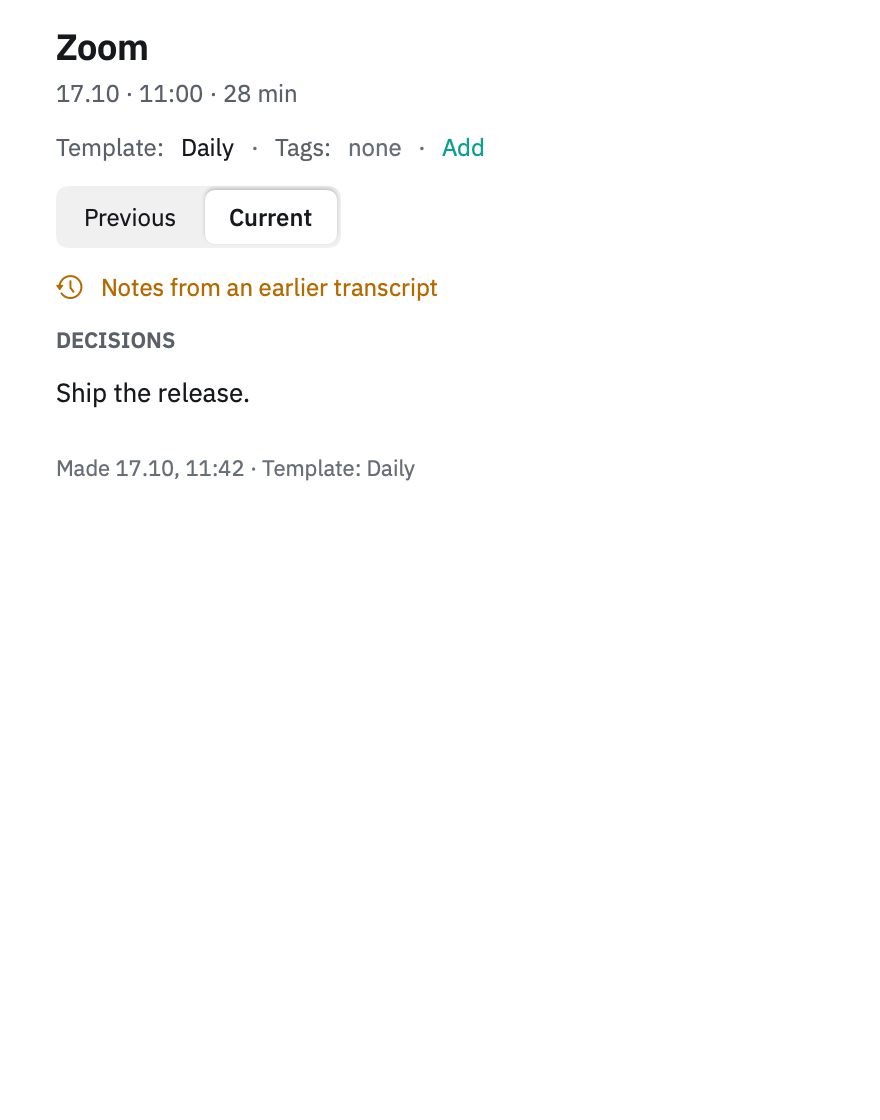 Zoom
17.10 · 11:00 · 28 min
Template: Daily · Tags: none · Add
Previous Current
Notes from an earlier transcript
DECISIONS
Ship the release.
Made 17.10, 11:42 · Template: Daily